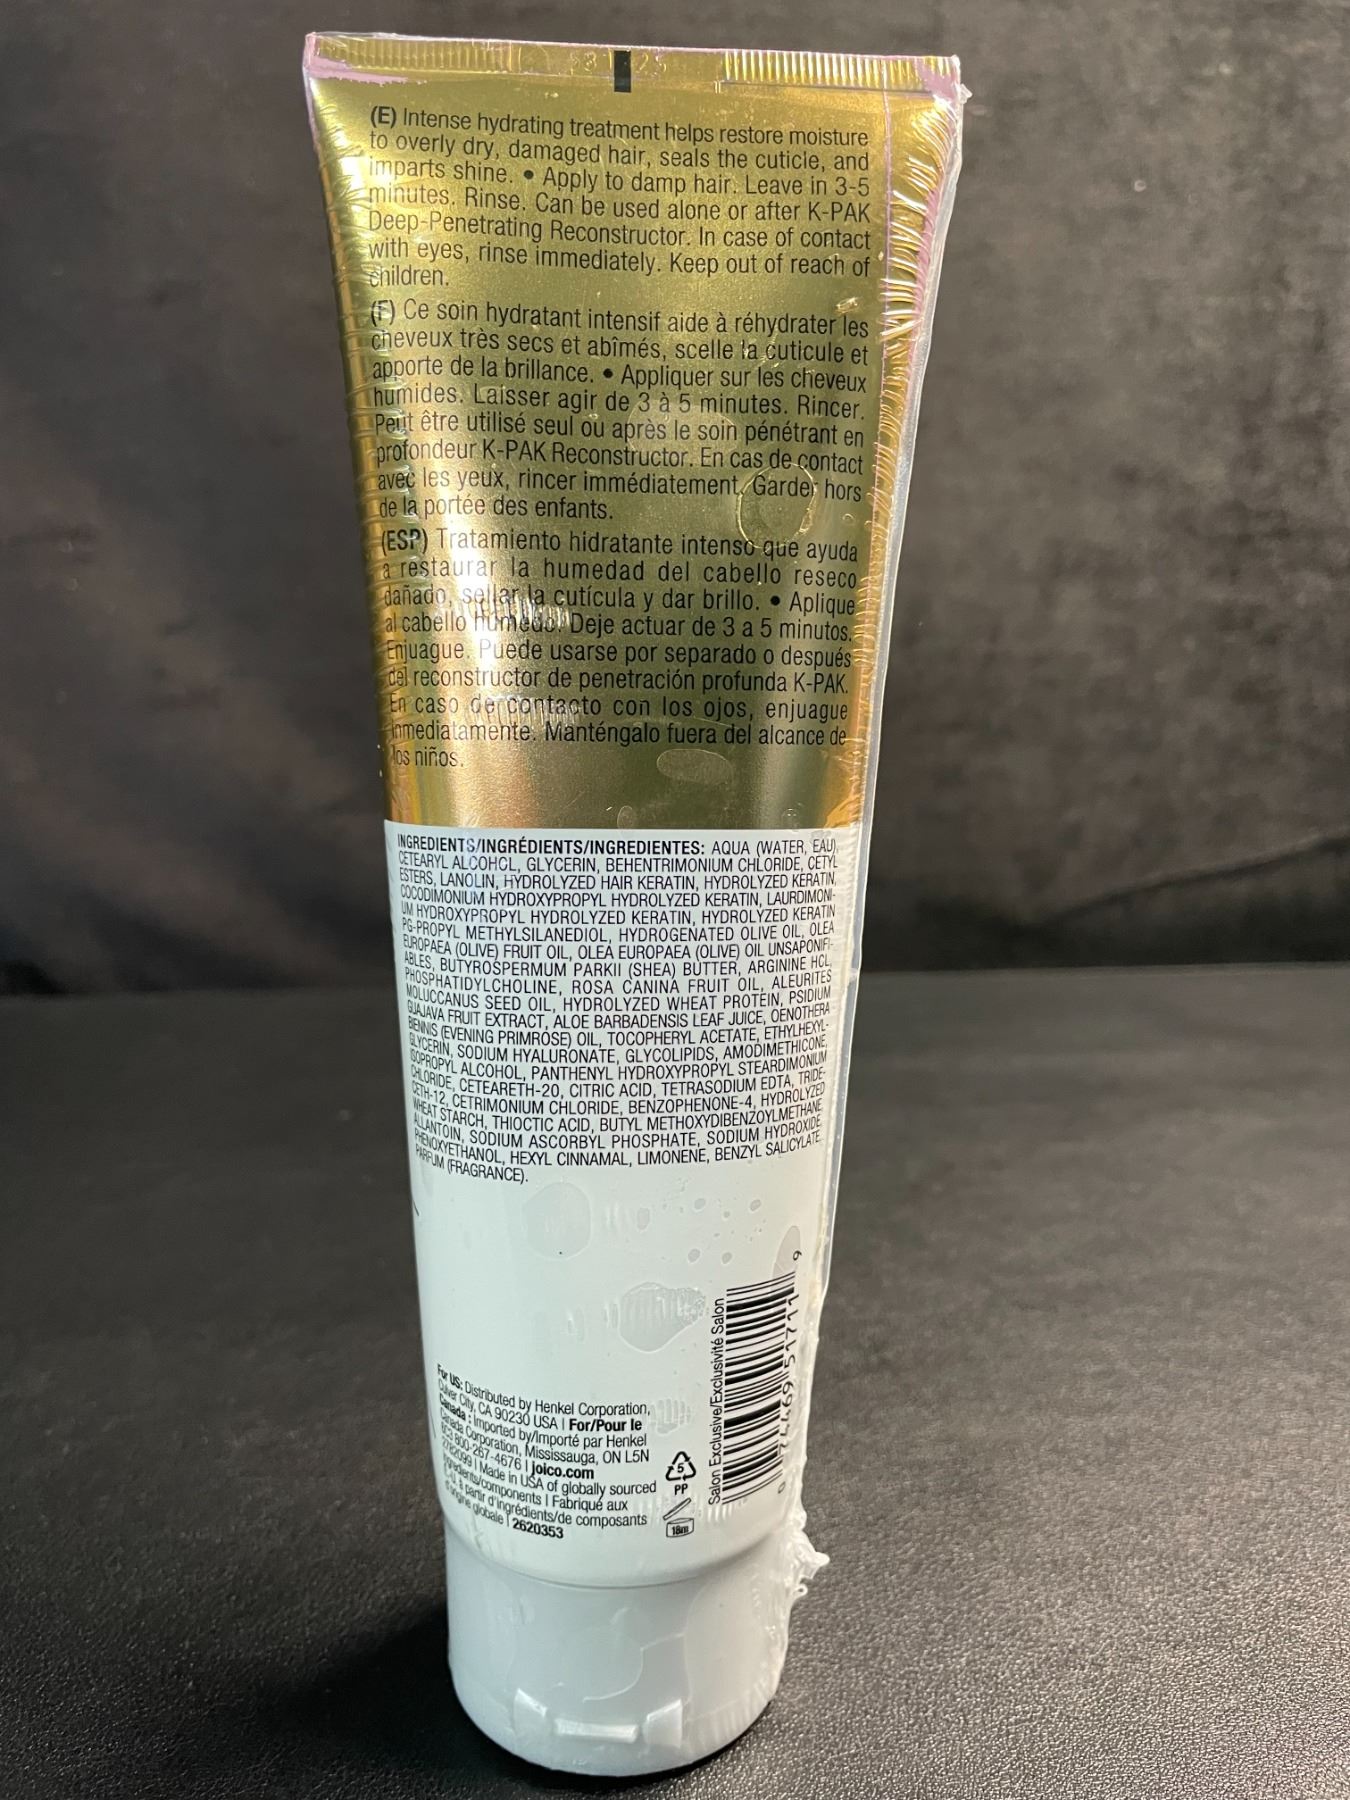 (E) Intense hydrating treatment helps restore moisture
to overly dry, damaged hair, seals the cuticle, and
imparts shine. • Apply to damp hair. Leave in 3-5
minutes. Rinse. Can be used alone or after K-PAK
Deep-Penetrating Reconstructor. In case of contact
with eyes, rinse immediately. Keep out of reach of
children.
(F) Ce soin hydratant intensif aide à réhydrater les
cheveux très secs et abîmés, scelle la cuticule et
apporte de la brillance. • Appliquer sur les cheveux
humides. Laisser agir de 3 à 5 minutes. Rincer.
Peut être utilisé seul ou après le soin pénétrant en
profondeur K-PAK Reconstructor. En cas de contact
avec les yeux, rincer immédiatement. Garder hors
de la portée des enfants.
(ESP) Tratamiento hidratante intenso que ayuda
a restaurar la humedad del cabello reseco
dañado, sellar la cutícula y dar brillo. • Aplique
al cabello húmedo. Deje actuar de 3 a 5 minutos.
Enjuague. Puede usarse por separado o después
del reconstructor de penetración profunda K-PAK.
En caso de contacto con los ojos, enjuague
inmediatamente. Manténgalo fuera del alcance de
los niños.
INGREDIENTS/INGRÉDIENTS/INGREDIENTES: AQUA (WATER, EAU),
CETEARYL ALCOHOL, GLYCERIN, BEHENTRIMONIUM CHLORIDE, CETYL
ESTERS, LANOLIN, HYDROLYZED HAIR KERATIN, HYDROLYZED KERATIN,
COCODIMONIUM HYDROXYPROPYL HYDROLYZED KERATIN, LAURDIMONI-
UM HYDROXYPROPYL HYDROLYZED KERATIN, HYDROLYZED KERATIN
PG-PROPYL METHYLSILANEDIOL, HYDROGENATED OLIVE OIL, OLEA
EUROPAEA (OLIVE) FRUIT OIL, OLEA EUROPAEA (OLIVE) OIL UNSAPONIFI-
ABLES, BUTYROSPERMUM PARKII (SHEA) BUTTER, ARGININE HCL,
PHOSPHATIDYLCHOLINE, ROSA CANINA FRUIT OIL, ALEURITES
MOLUCCANUS SEED OIL, HYDROLYZED WHEAT PROTEIN, PSIDIUM
GUAJAVA FRUIT EXTRACT, ALOE BARBADENSIS LEAF JUICE, OENOTHERA
BIENNIS (EVENING PRIMROSE) OIL, TOCOPHERYL ACETATE, ETHYLHEXYL-
GLYCERIN, SODIUM HYALURONATE, GLYCOLIPIDS, AMODIMETHICONE,
ISOPROPYL ALCOHOL, PANTHENYL HYDROXYPROPYL STEARDIMONIUM
CHLORIDE, CETEARETH-20, CITRIC ACID, TETRASODIUM EDTA, TRIDE-
CETH-12, CETRIMONIUM CHLORIDE, BENZOPHENONE-4, HYDROLYZED
WHEAT STARCH, THIOCTIC ACID, BUTYL METHOXYDIBENZOYLMETHANE,
ALLANTOIN, SODIUM ASCORBYL PHOSPHATE, SODIUM HYDROXIDE,
PHENOXYETHANOL, HEXYL CINNAMAL, LIMONENE, BENZYL SALICYLATE,
PARFUM (FRAGRANCE).
For US: Distributed by Henkel Corporation,
Culver City, CA 90230 USA | For/Pour le
Canada : Imported by/Importé par Henkel
Canada Corporation, Mississauga, ON L5N
6C3 800-267-4676 | joico.com
2782099 | Made in USA of globally sourced
ingredients/components | Fabriqué aux
É.-U. à partir d'ingrédients/de composants
d'origine globale | 2620353
5
PP
18m
Salon Exclusive/Exclusivité Salon
0 74469 51711 9